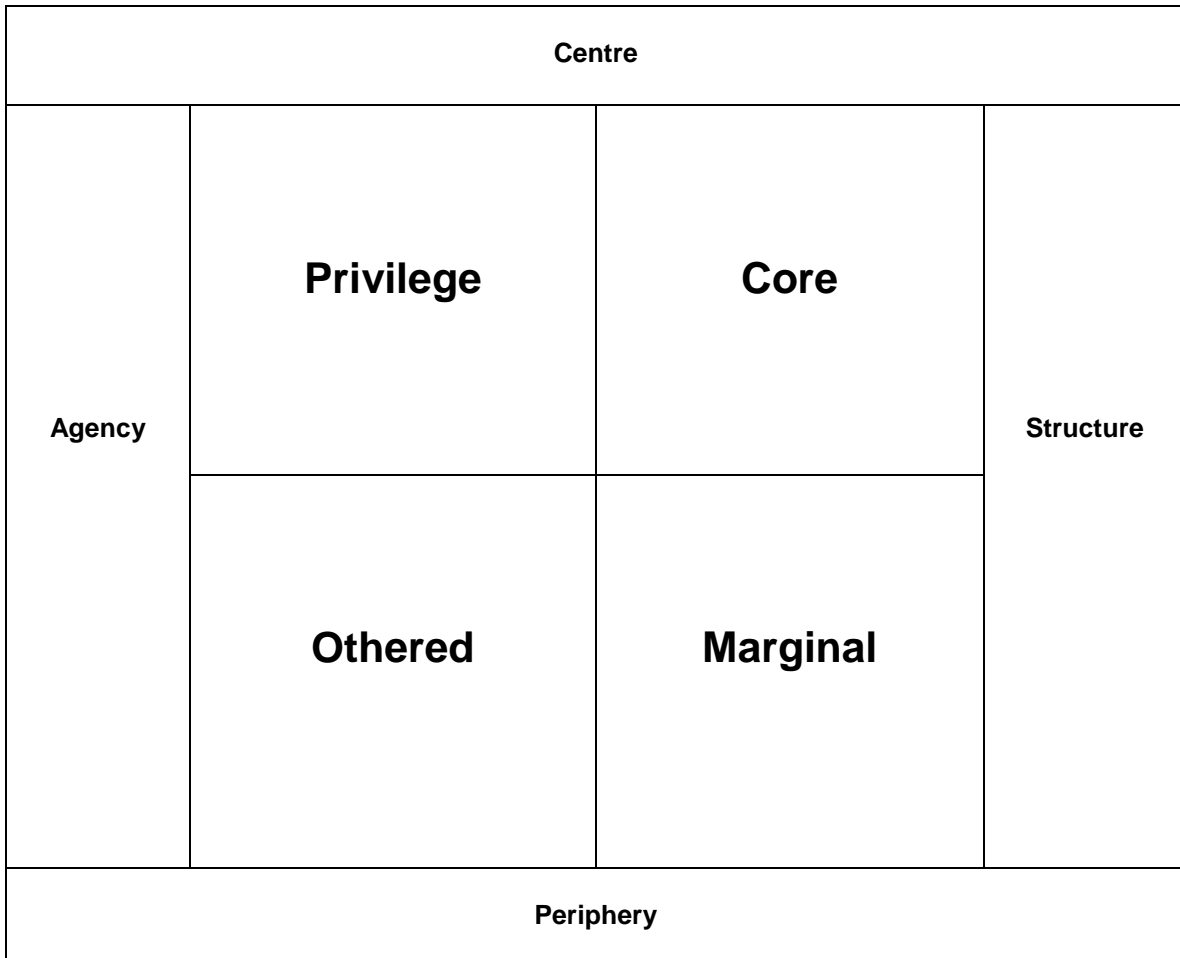 Centre
Privilege
Core
Agency
Structure
Othered
Marginal
Periphery